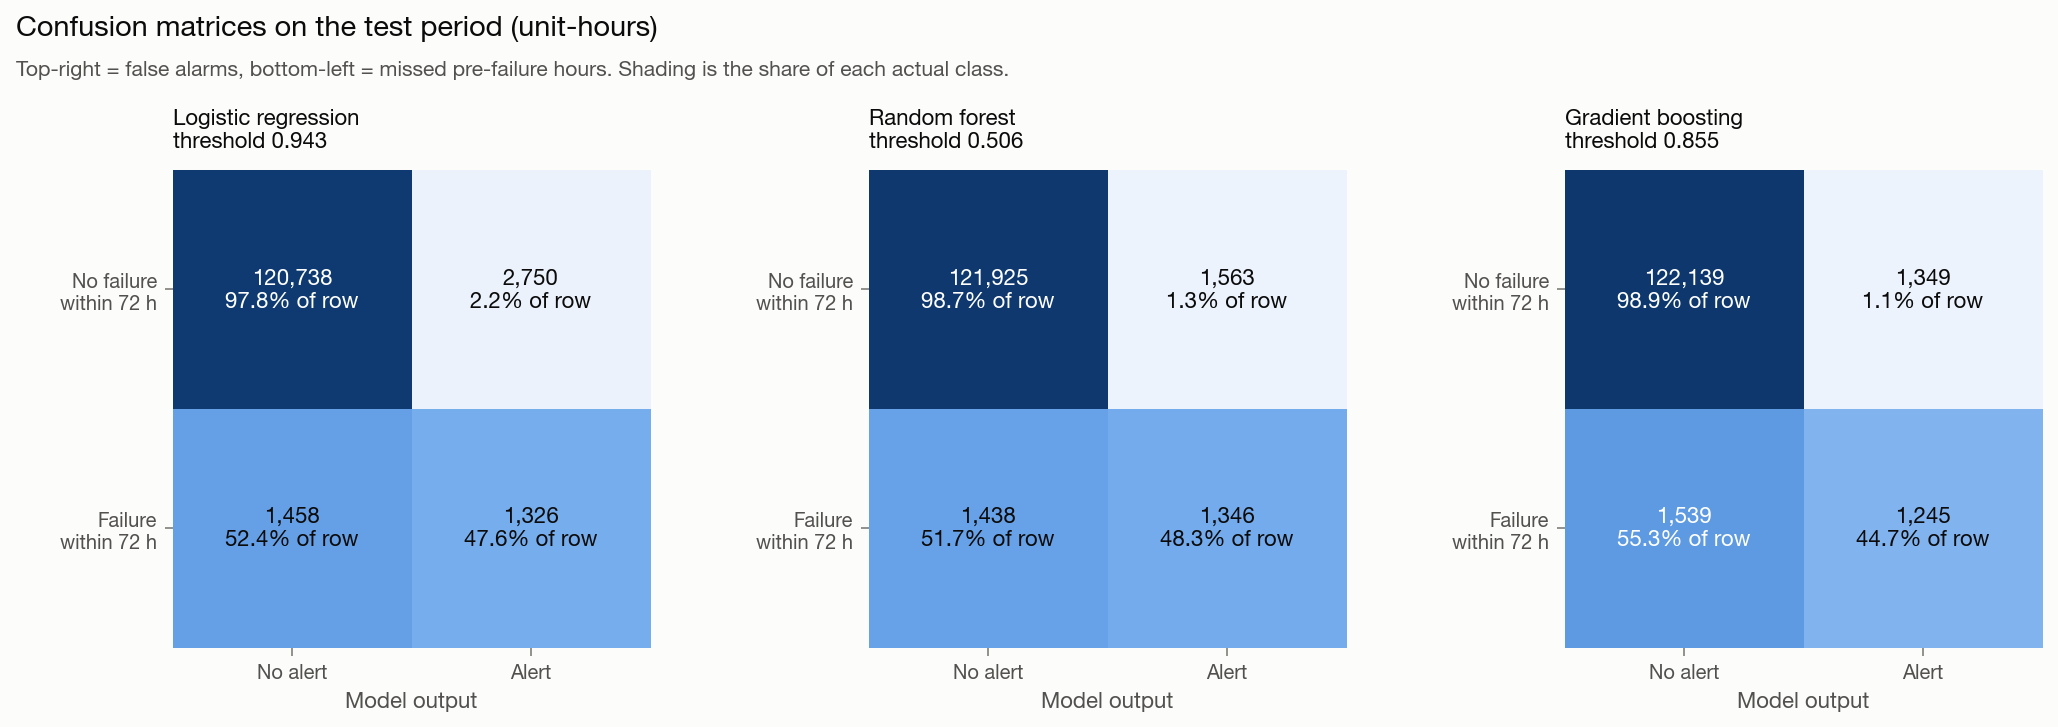 Confusion matrices on the test period (unit-hours)
Top-right = false alarms, bottom-left = missed pre-failure hours. Shading is the share of each actual class.
Logistic regression
threshold 0.943
No failure
within 72 h
120,738
97.8% of row
2,750
2.2% of row
Failure
within 72 h
1,458
52.4% of row
1,326
47.6% of row
No alert
Alert
Model output
Random forest
threshold 0.506
No failure
within 72 h
121,925
98.7% of row
1,563
1.3% of row
Failure
within 72 h
1,438
51.7% of row
1,346
48.3% of row
No alert
Alert
Model output
Gradient boosting
threshold 0.855
No failure
within 72 h
122,139
98.9% of row
1,349
1.1% of row
Failure
within 72 h
1,539
55.3% of row
1,245
44.7% of row
No alert
Alert
Model output